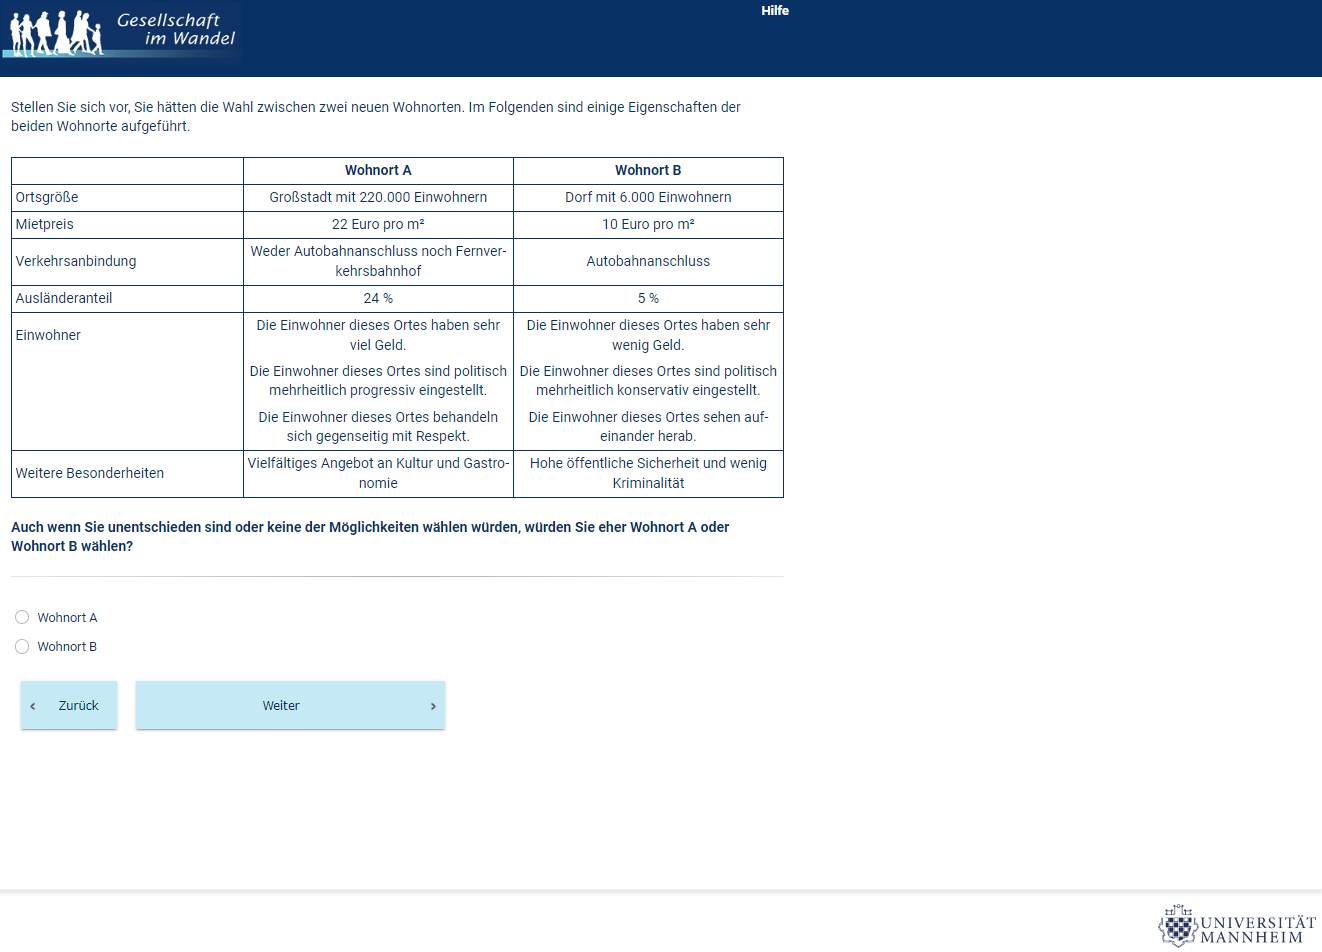 Gesellschaft
im Wandel
Hilfe
Stellen Sie sich vor, Sie hätten die Wahl zwischen zwei neuen Wohnorten. Im Folgenden sind einige Eigenschaften der
beiden Wohnorte aufgeführt.
Wohnort A Wohnort B
Ortsgröße Großstadt mit 220.000 Einwohnern Dorf mit 6.000 Einwohnern
Mietpreis 22 Euro pro m² 10 Euro pro m²
Verkehrsanbindung Weder Autobahnanschluss noch Fernver-
kehrsbahnhof Autobahnanschluss
Ausländeranteil 24 % 5 %
Einwohner
Die Einwohner dieses Ortes haben sehr
viel Geld.
Die Einwohner dieses Ortes sind politisch
mehrheitlich progressiv eingestellt.
Die Einwohner dieses Ortes behandeln
sich gegenseitig mit Respekt.
Die Einwohner dieses Ortes haben sehr
wenig Geld.
Die Einwohner dieses Ortes sind politisch
mehrheitlich konservativ eingestellt.
Die Einwohner dieses Ortes sehen auf-
einander herab.
Weitere Besonderheiten
Vielfältiges Angebot an Kultur und Gastro-
nomie
Hohe öffentliche Sicherheit und wenig
Kriminalität
Auch wenn Sie unentschieden sind oder keine der Möglichkeiten wählen würden, würden Sie eher Wohnort A oder
Wohnort B wählen?
Wohnort A
Wohnort B
‹ Zurück
Weiter ›
UNIVERSITÄT
MANNHEIM